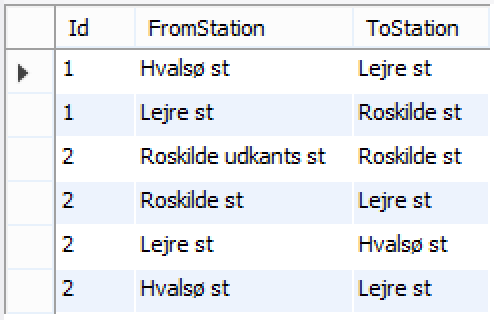 Id FromStation ToStation
1 Hvalsø st Lejre st
1 Lejre st Roskilde st
2 Roskilde udkants st Roskilde st
2 Roskilde st Lejre st
2 Lejre st Hvalsø st
2 Hvalsø st Lejre st